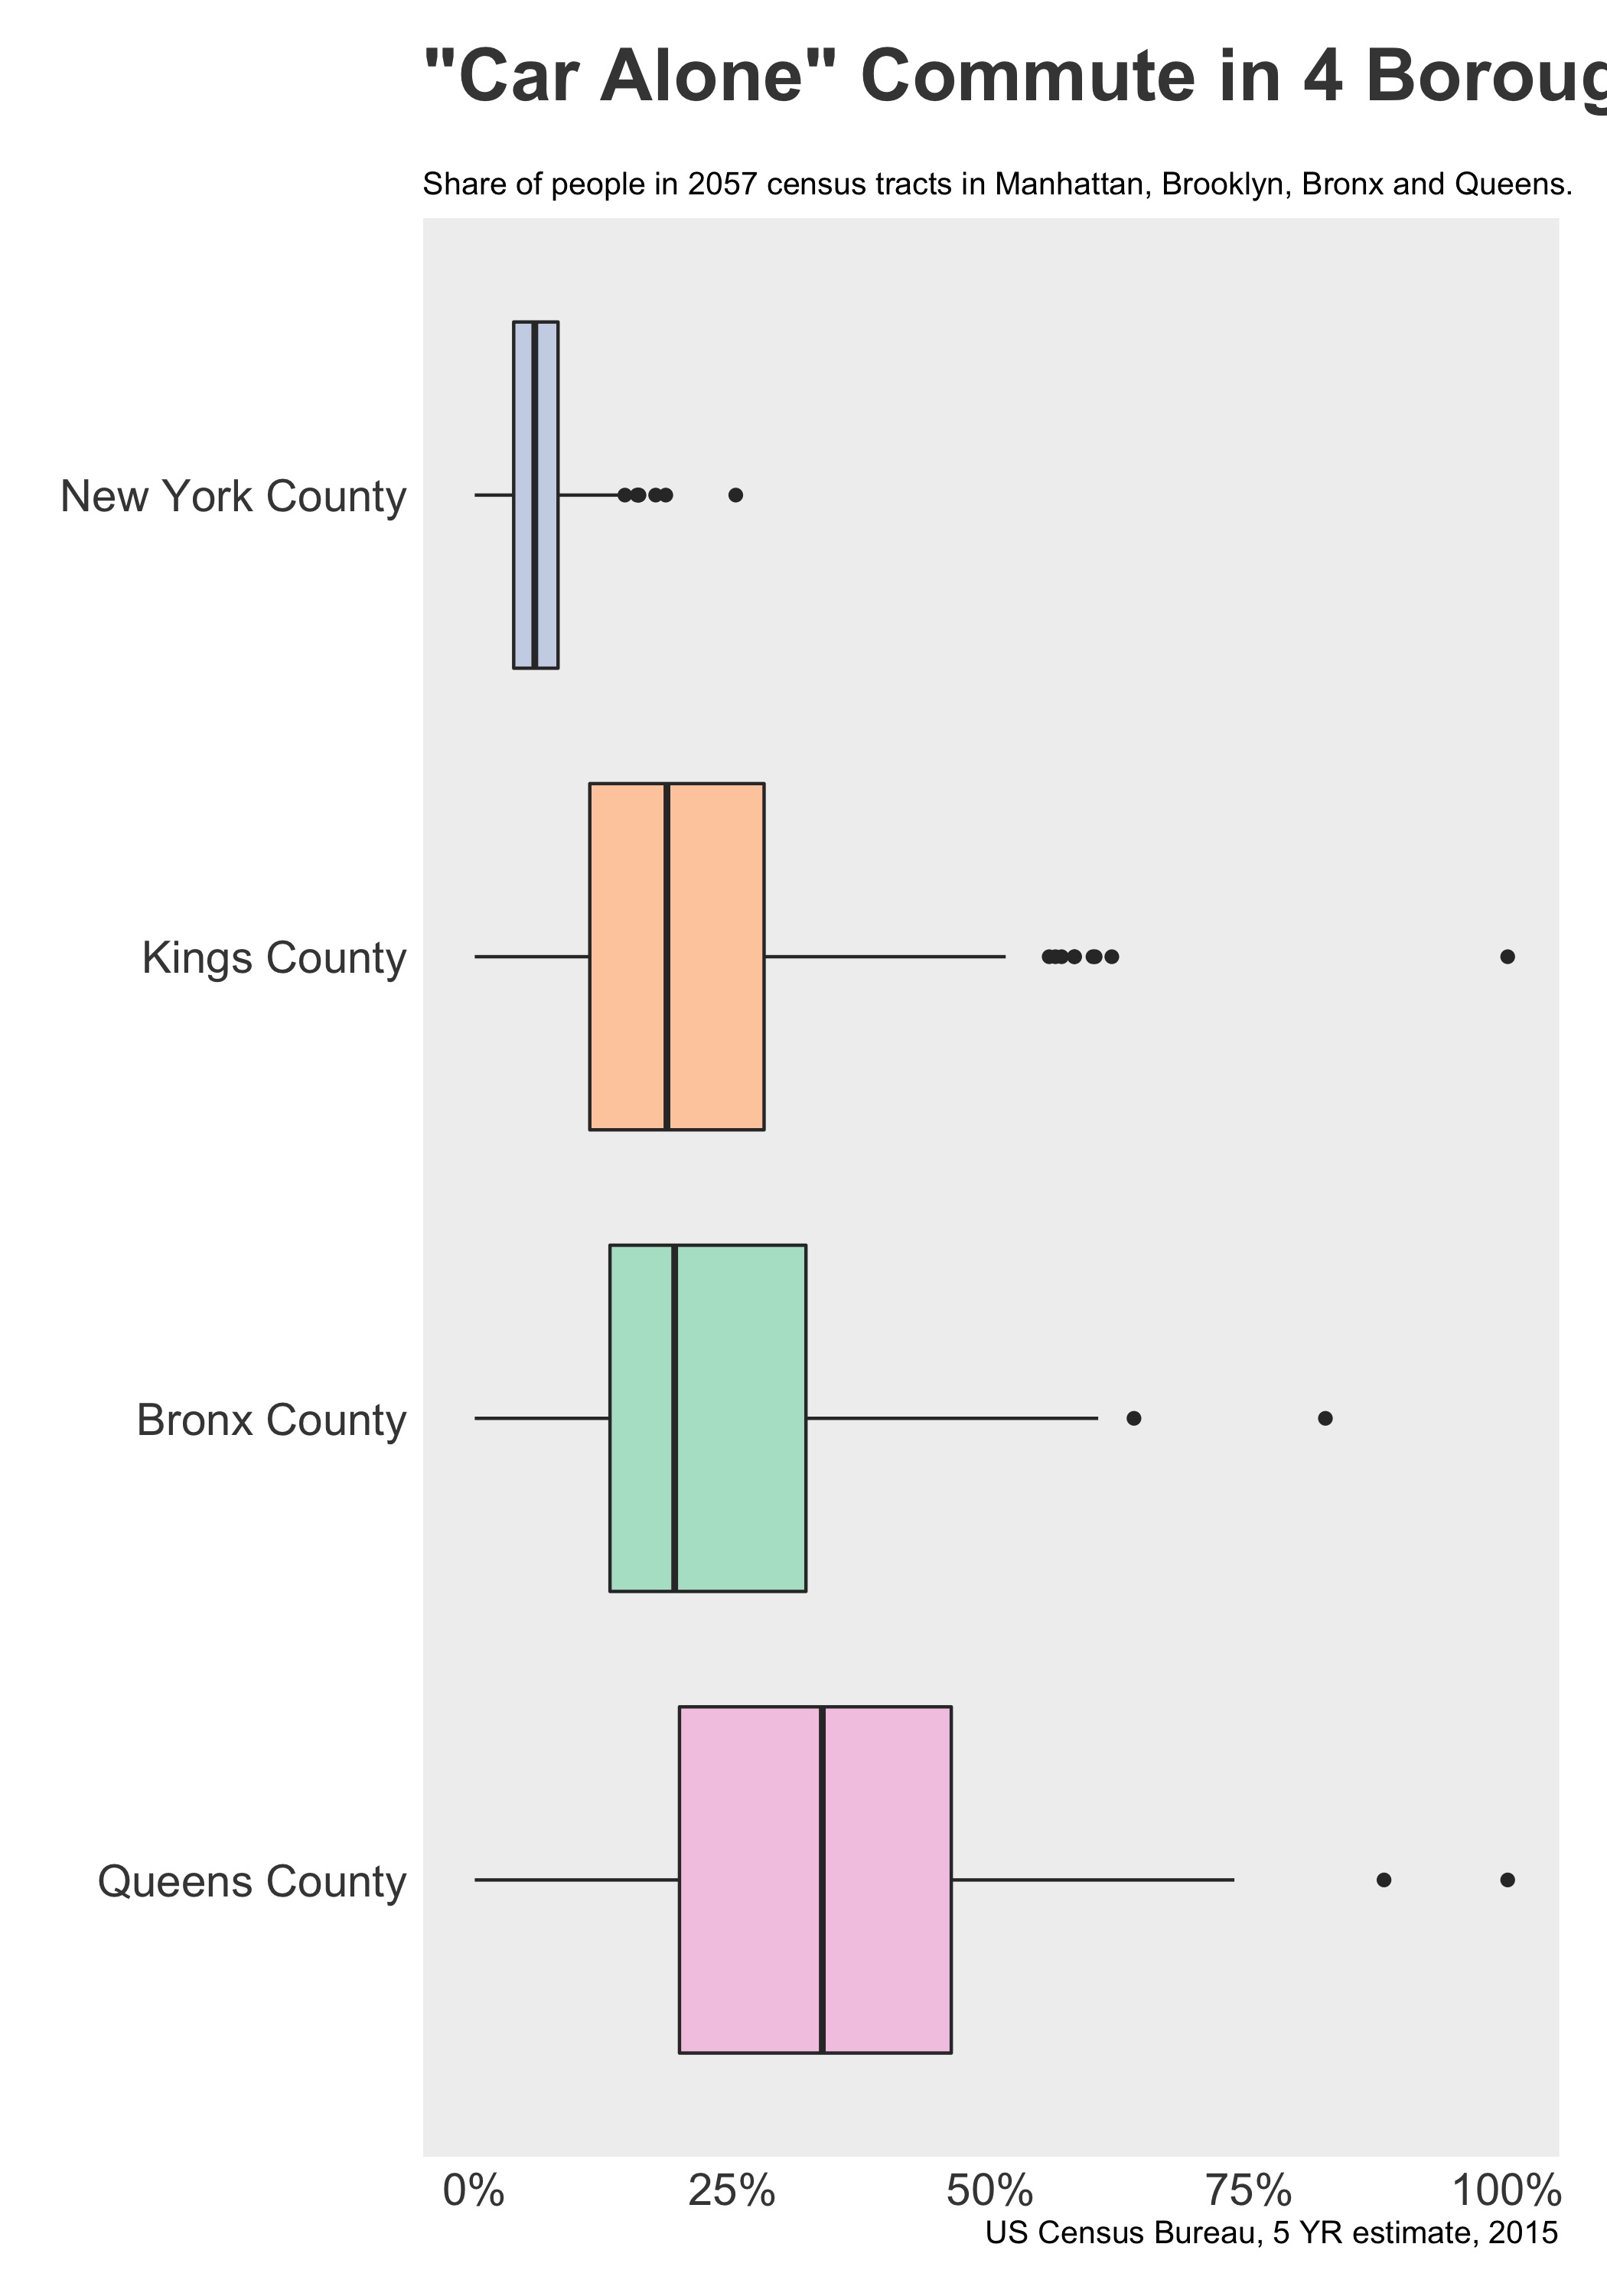 "Car Alone" Commute in 4 Boroug
Share of people in 2057 census tracts in Manhattan, Brooklyn, Bronx and Queens.
New York County
Kings County
Bronx County
Queens County
0% 25% 50% 75% 100%
US Census Bureau, 5 YR estimate, 2015